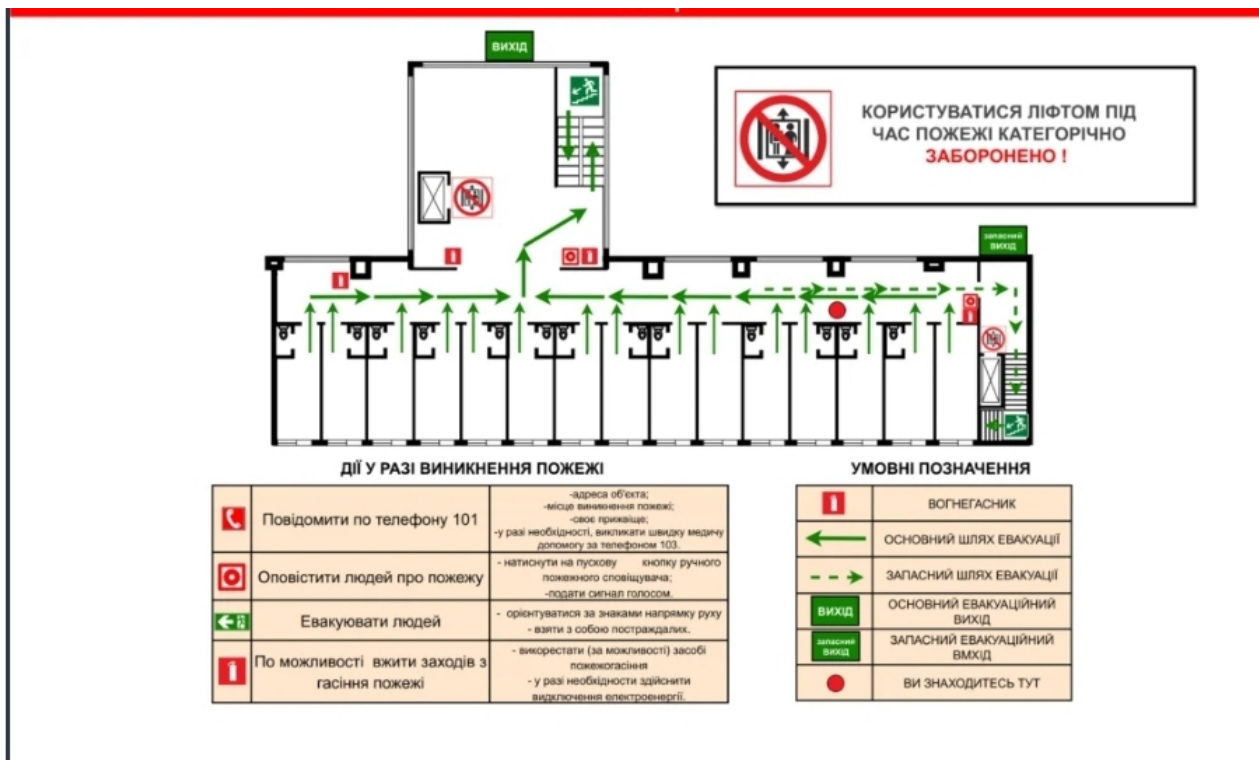 ВИХІД
КОРИСТУВАТИСЯ ЛІФТОМ ПІД
ЧАС ПОЖЕЖІ КАТЕГОРІЧНО
ЗАБОРОНЕНО !
запасний
ВИХІД
ДІЇ У РАЗІ ВИНИКНЕННЯ ПОЖЕЖІ
Повідомити по телефону 101
-адреса об'єкта;
-місце виникнення пожежі;
-своє прижвіще;
-у разі необхідності, викликати швидку медичу
допомогу за телефоном 103.
Оповістити людей про пожежу
- натиснути на пускову кнопку ручного
пожежного сповіщувача;
-подати сигнал голосом.
Евакуювати людей
- орієнтуватися за знаками напрямку руху
- взяти з собою постраждалих.
По можливості вжити заходів з
гасіння пожежі
- викорестати (за можливості) засобі
пожежогасіння
- у разі необхідности здійснити
видключення електроенергії.
УМОВНІ ПОЗНАЧЕННЯ
ВОГНЕГАСНИК
ОСНОВНИЙ ШЛЯХ ЕВАКУАЦІЇ
ЗАПАСНИЙ ШЛЯХ ЕВАКУАЦІЇ
ВИХІД
ОСНОВНИЙ ЕВАКУАЦІЙНИЙ
ВИХІД
запасний
ВИХІД
ЗАПАСНИЙ ЕВАКУАЦІЙНИЙ
ВМХІД
ВИ ЗНАХОДИТЕСЬ ТУТ